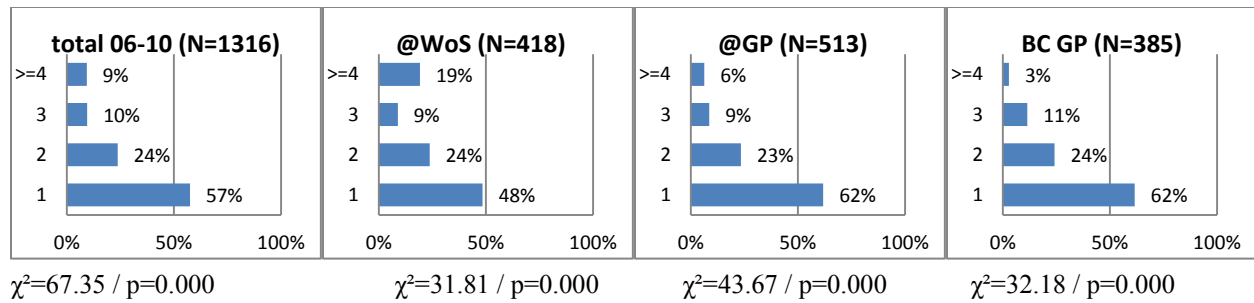 total 06-10 (N=1316)
>=4 9%
3 10%
2 24%
1 57%
0% 50% 100%
χ²=67.35 / p=0.000
@WoS (N=418)
>=4 19%
3 9%
2 24%
1 48%
0% 50% 100%
χ²=31.81 / p=0.000
@GP (N=513)
>=4 6%
3 9%
2 23%
1 62%
0% 50% 100%
χ²=43.67 / p=0.000
BC GP (N=385)
>=4 3%
3 11%
2 24%
1 62%
0% 50% 100%
χ²=32.18 / p=0.000